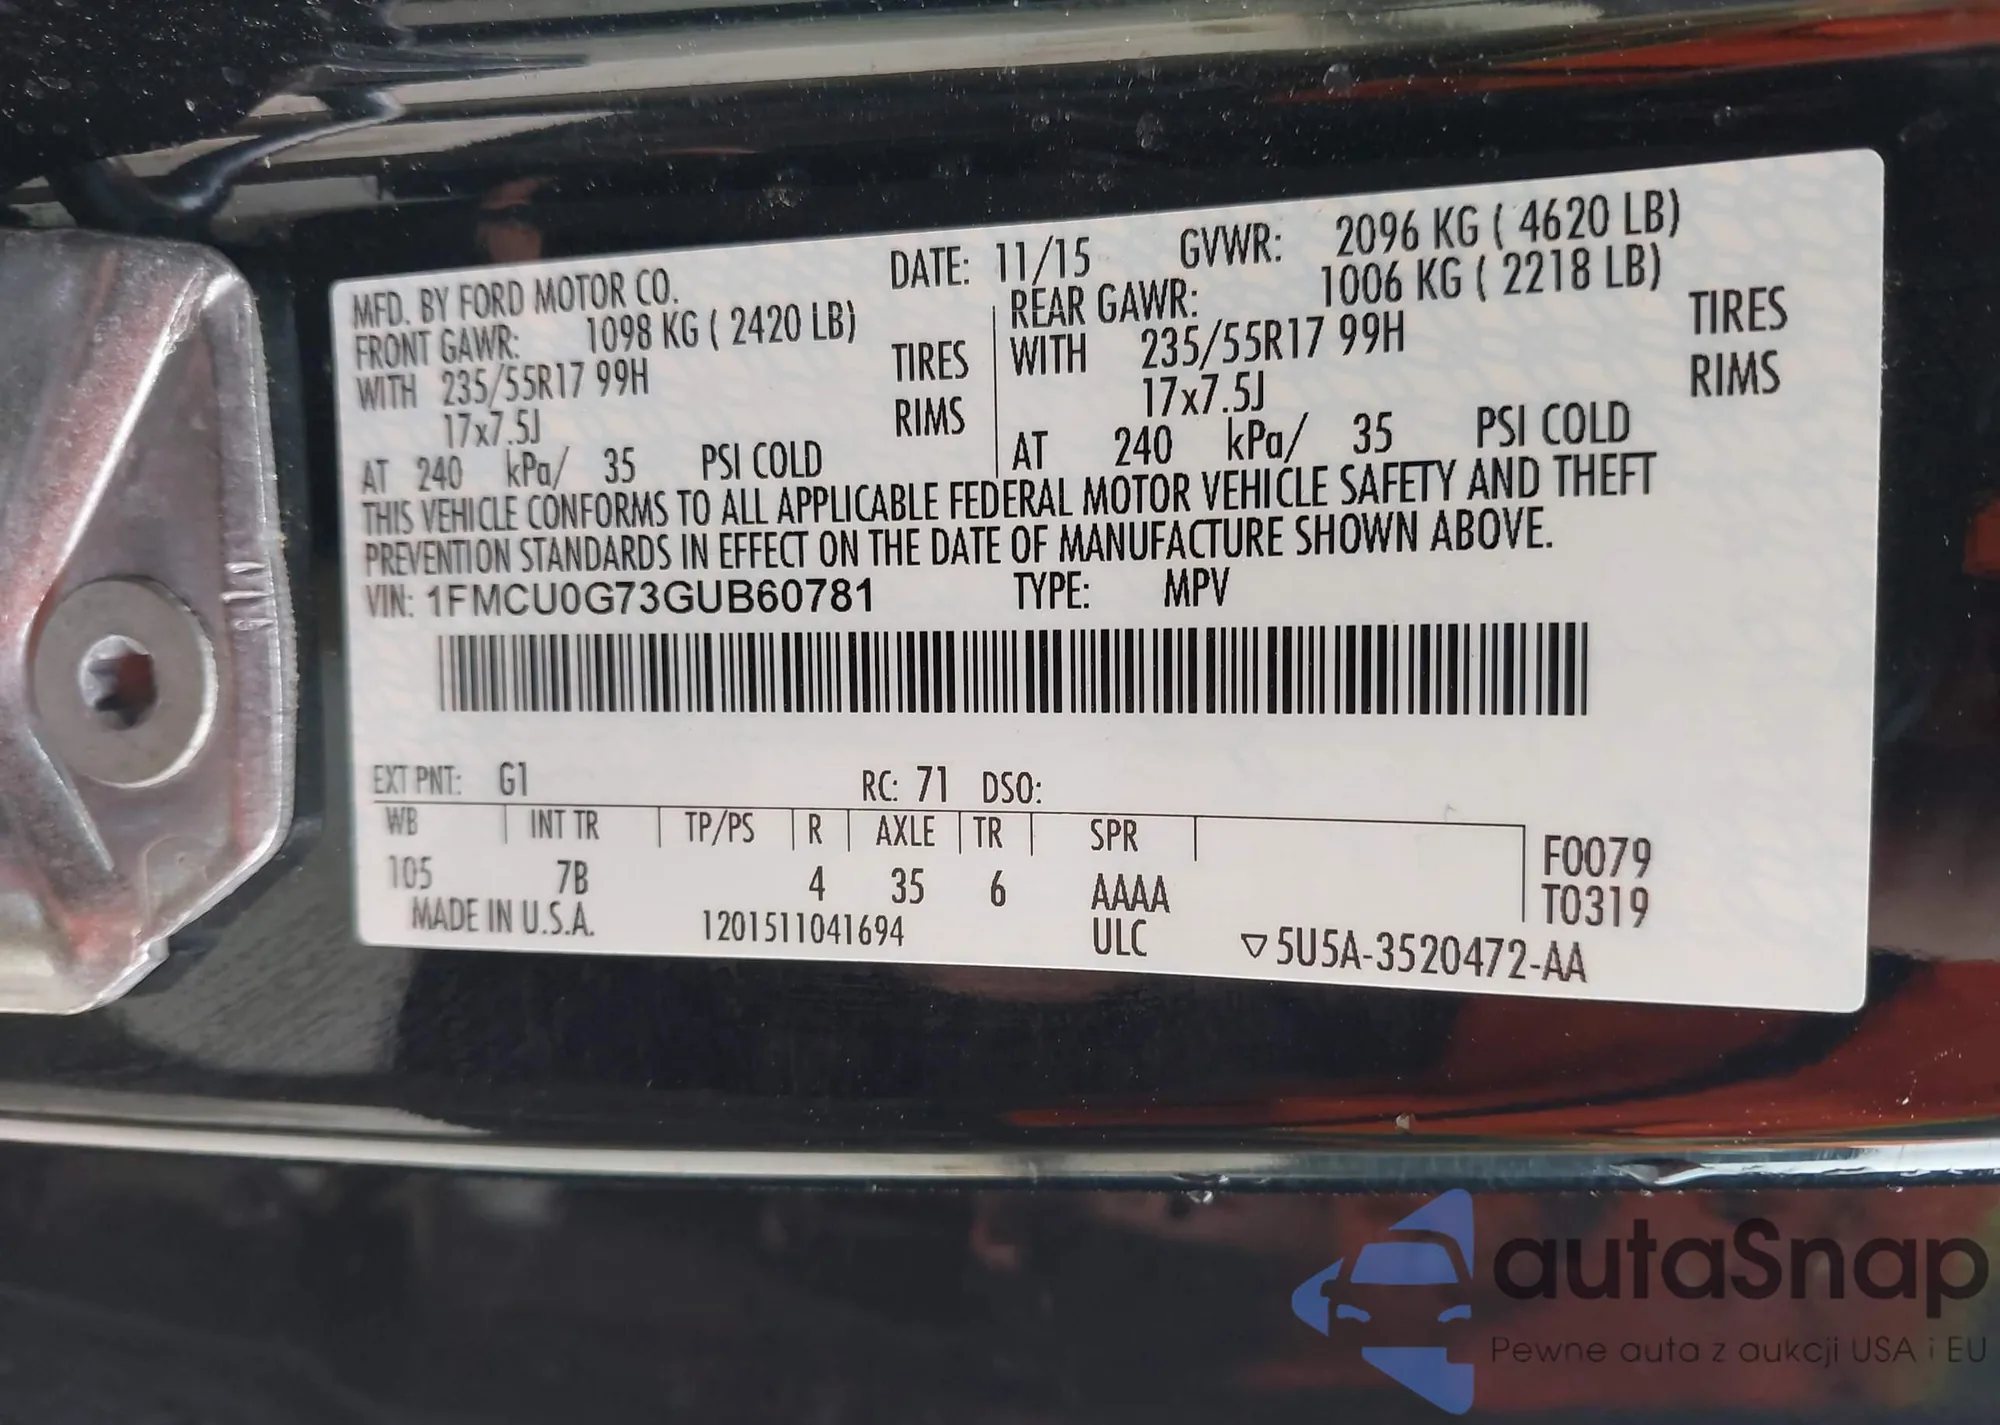 MFD. BY FORD MOTOR CO. DATE: 11/15 GVWR: 2096 KG ( 4620 LB)
FRONT GAWR: 1098 KG ( 2420 LB) REAR GAWR: 1006 KG ( 2218 LB)
WITH 235/55R17 99H TIRES WITH 235/55R17 99H TIRES
17x7.5J RIMS 17x7.5J RIMS
AT 240 kPa/ 35 PSI COLD AT 240 kPa/ 35 PSI COLD
THIS VEHICLE CONFORMS TO ALL APPLICABLE FEDERAL MOTOR VEHICLE SAFETY AND THEFT
PREVENTION STANDARDS IN EFFECT ON THE DATE OF MANUFACTURE SHOWN ABOVE.
VIN: 1FMCU0G73GUB60781 TYPE: MPV
EXT PNT: G1 RC: 71 DSO:
WB INT TR TP/PS R AXLE TR SPR F0079
105 7B 4 35 6 AAAA T0319
MADE IN U.S.A. 1201511041694 ULC ▽5U5A-3520472-AA
autaSnap
Pewne auta z aukcji USA i EU